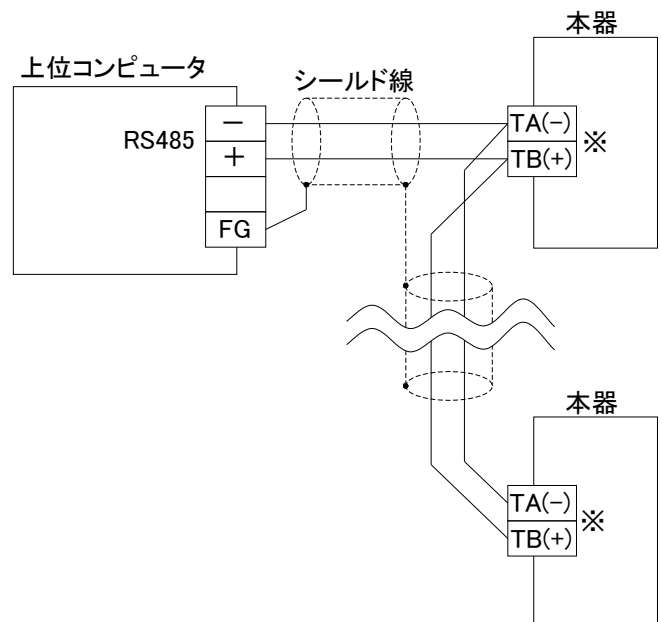 本器
上位コンピュータ
シールド線
RS485
－
＋
FG
TA(－)
TB(＋)
※
本器
TA(－)
TB(＋)
※